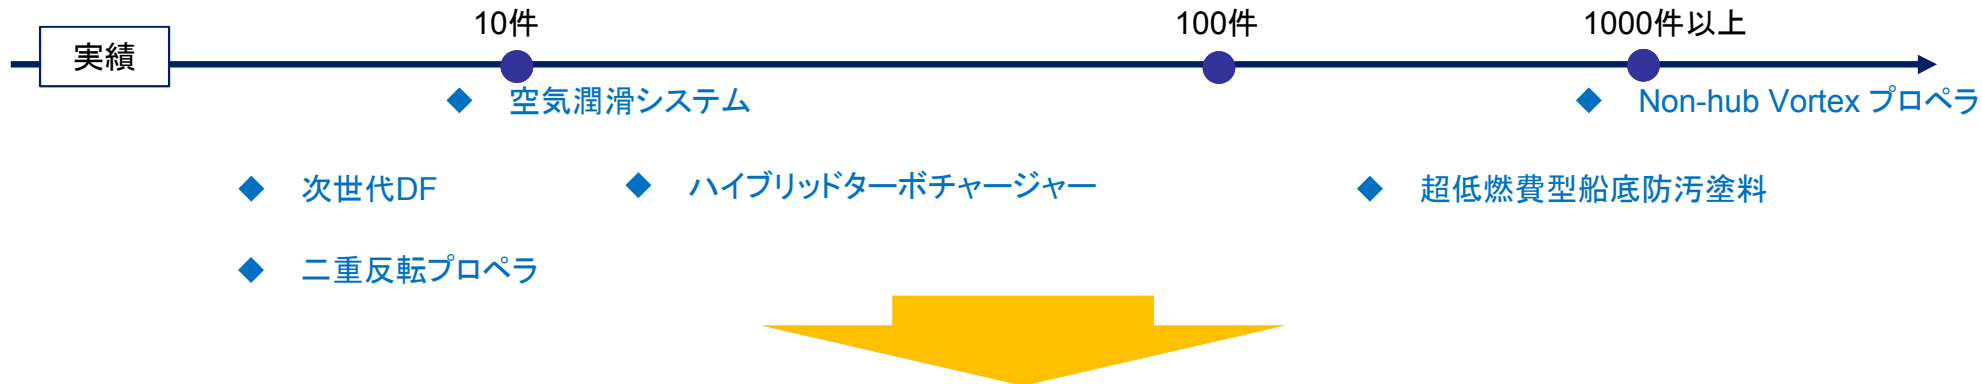 10件
100件
1000件以上
実績
◆ 空気潤滑システム
◆ Non-hub Vortex プロペラ
◆ 次世代DF
◆ ハイブリッドターボチャージャー
◆ 超低燃費型船底防汚塗料
◆ 二重反転プロペラ